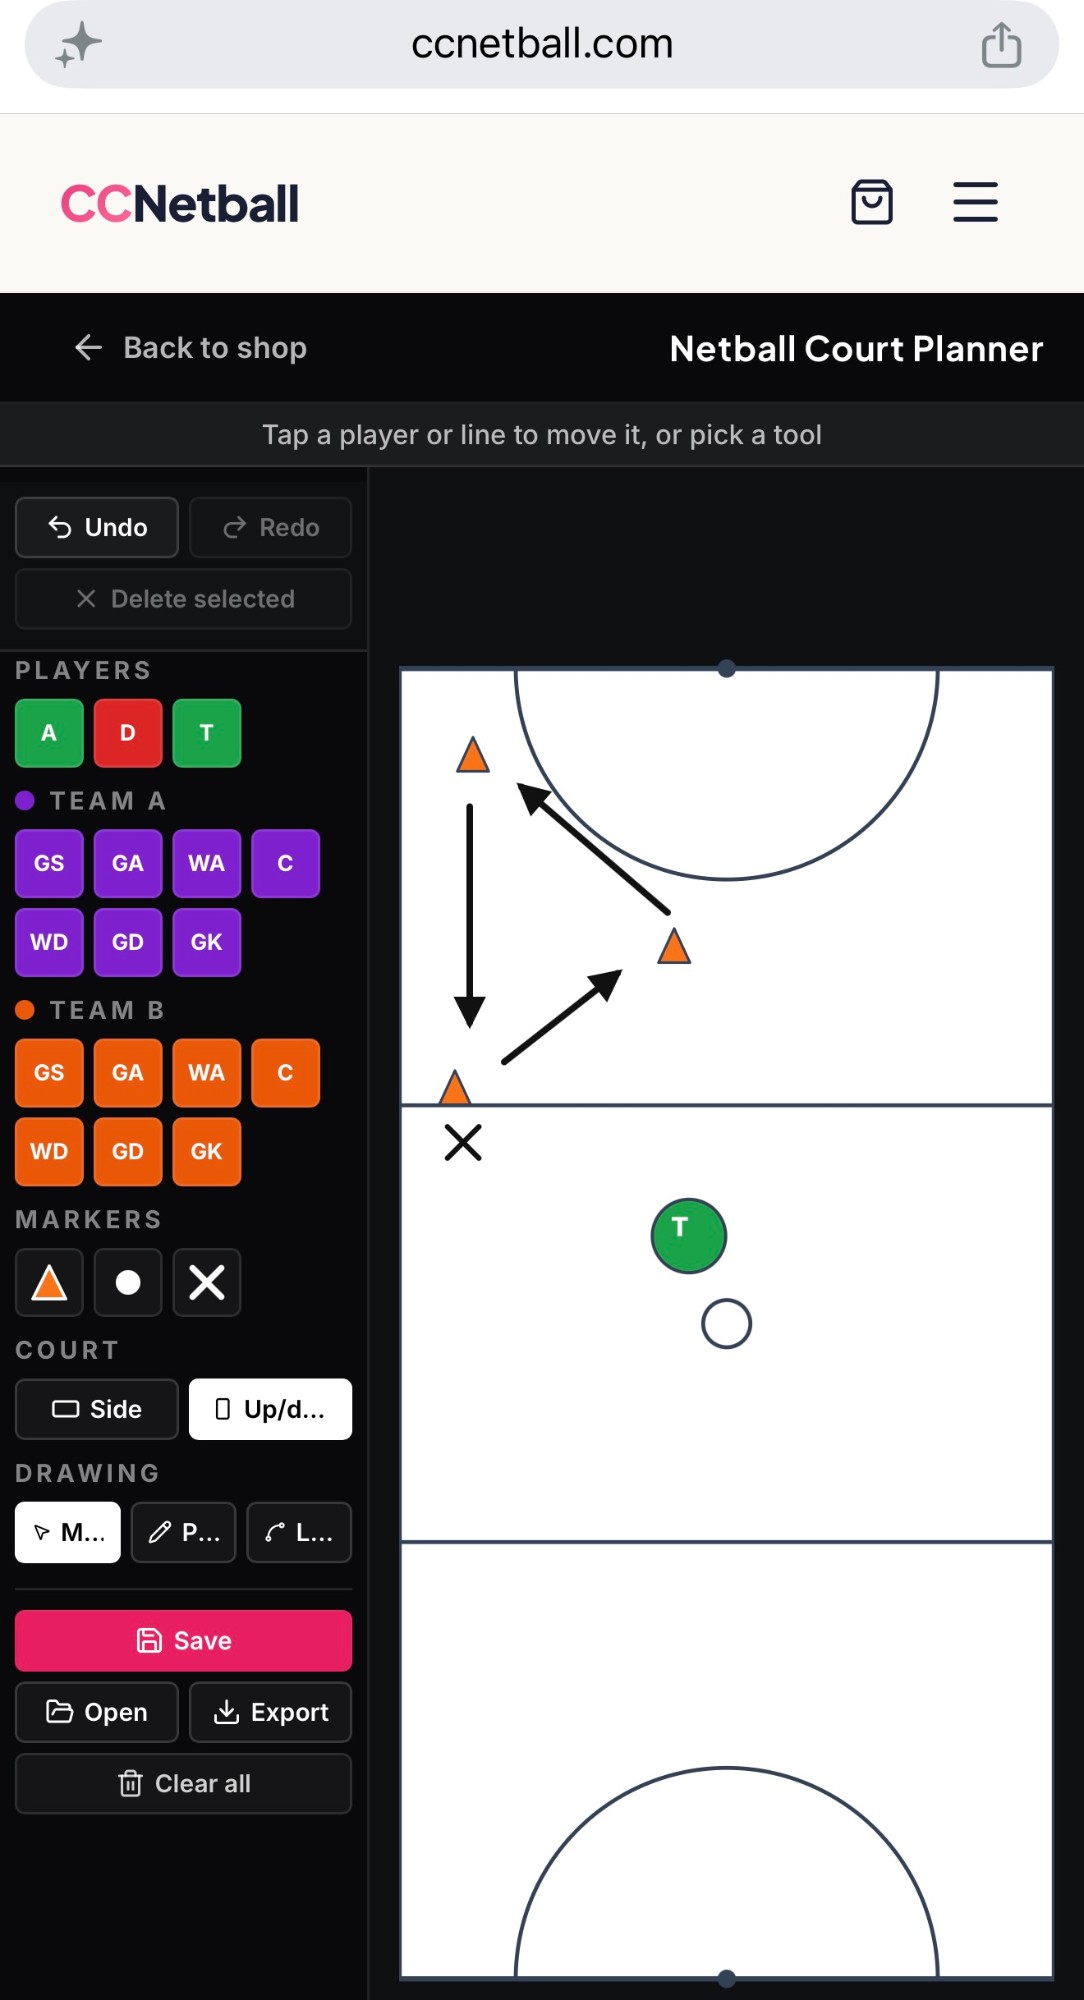 ccnetball.com
CCNetball
Back to shop
Netball Court Planner
Tap a player or line to move it, or pick a tool
Undo
Redo
Delete selected
PLAYERS
A D T
TEAM A
GS GA WA C
WD GD GK
TEAM B
GS GA WA C
WD GD GK
MARKERS
COURT
Side
Up/d...
DRAWING
M... P... L...
Save
Open
Export
Clear all
T